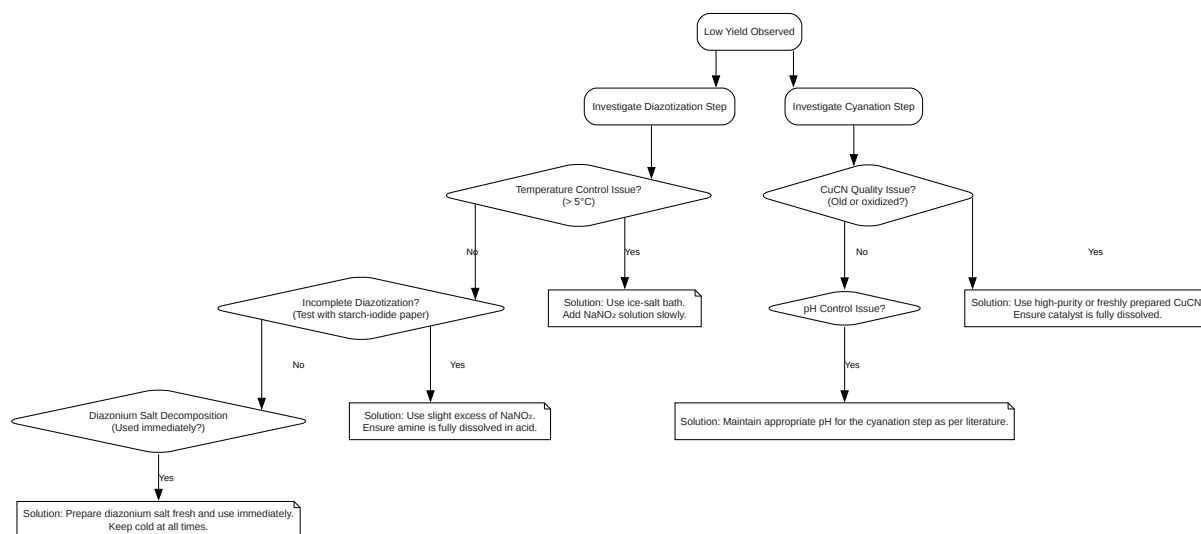 Low Yield Observed
Investigate Diazotization Step
Investigate Cyanation Step
Temperature Control Issue?
(> 5°C)
CuCN Quality Issue?
(Old or oxidized?)
No
Yes
No
Yes
Incomplete Diazotization?
(Test with starch-iodide paper)
Solution: Use ice-salt bath.
Add NaNO₂ solution slowly.
pH Control Issue?
Solution: Use high-purity or freshly prepared CuCN
Ensure catalyst is fully dissolved.
No
Yes
Yes
Diazonium Salt Decomposition
(Used immediately?)
Solution: Use slight excess of NaNO₂.
Ensure amine is fully dissolved in acid.
Solution: Maintain appropriate pH for the cyanation step as per literature.
Yes
Solution: Prepare diazonium salt fresh and use immediately.
Keep cold at all times.